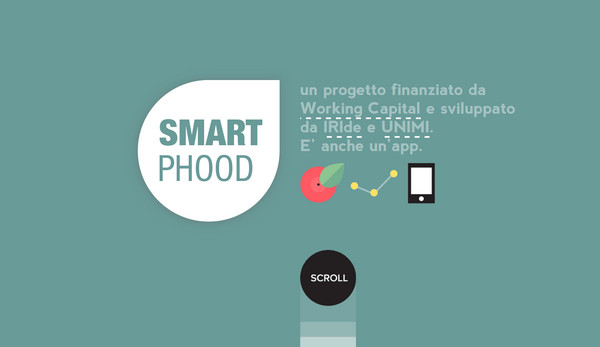 SMART
PHOOD
un progetto finanziato da
Working Capital e sviluppato
da IRIde e UNIMI.
E' anche un'app.
SCROLL